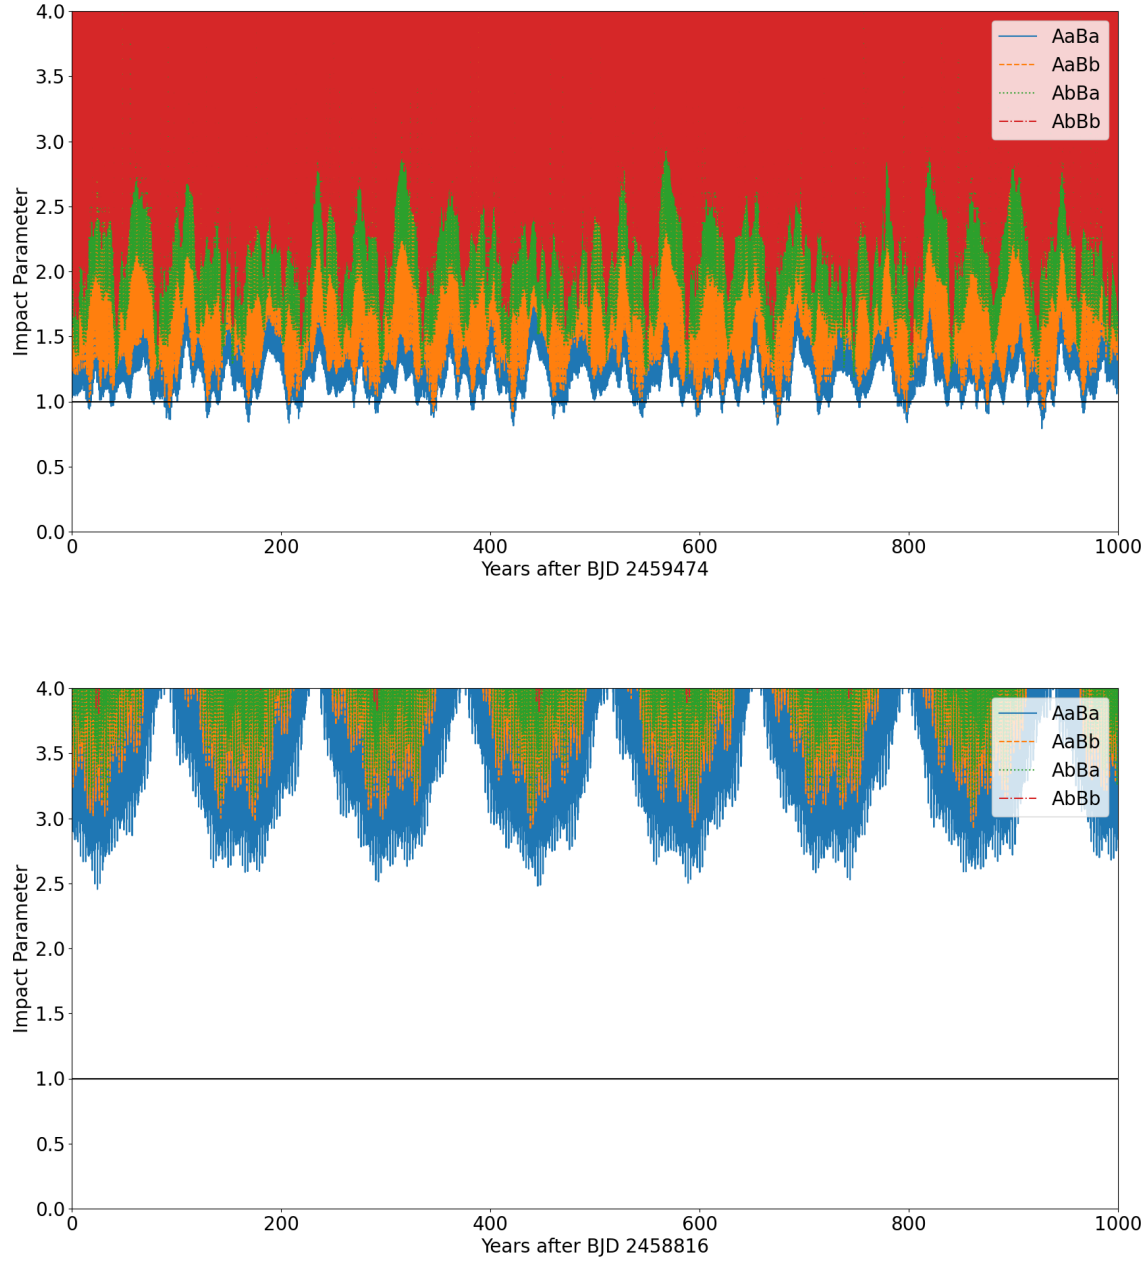 4.0
3.5
3.0
2.5
2.0
1.5
1.0
0.5
0.0
Impact Parameter
AaBa
AaBb
AbBa
AbBb
0 200 400 600 800 1000
Years after BJD 2459474
4.0
3.5
3.0
2.5
2.0
1.5
1.0
0.5
0.0
Impact Parameter
AaBa
AaBb
AbBa
AbBb
0 200 400 600 800 1000
Years after BJD 2458816